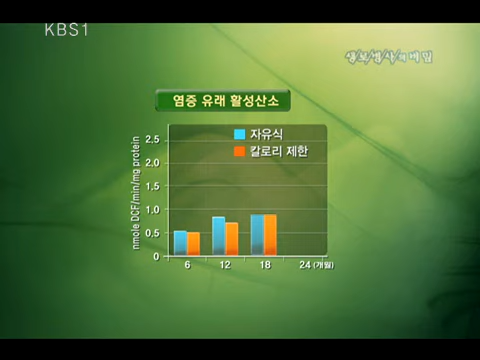 KBS1
생로병사의비밀
염증 유래 활성산소
자유식
칼로리 제한
nmole DCF/min/mg protein
2.5
2.0
1.5
1.0
0.5
0
6 12 18 24 (개월)